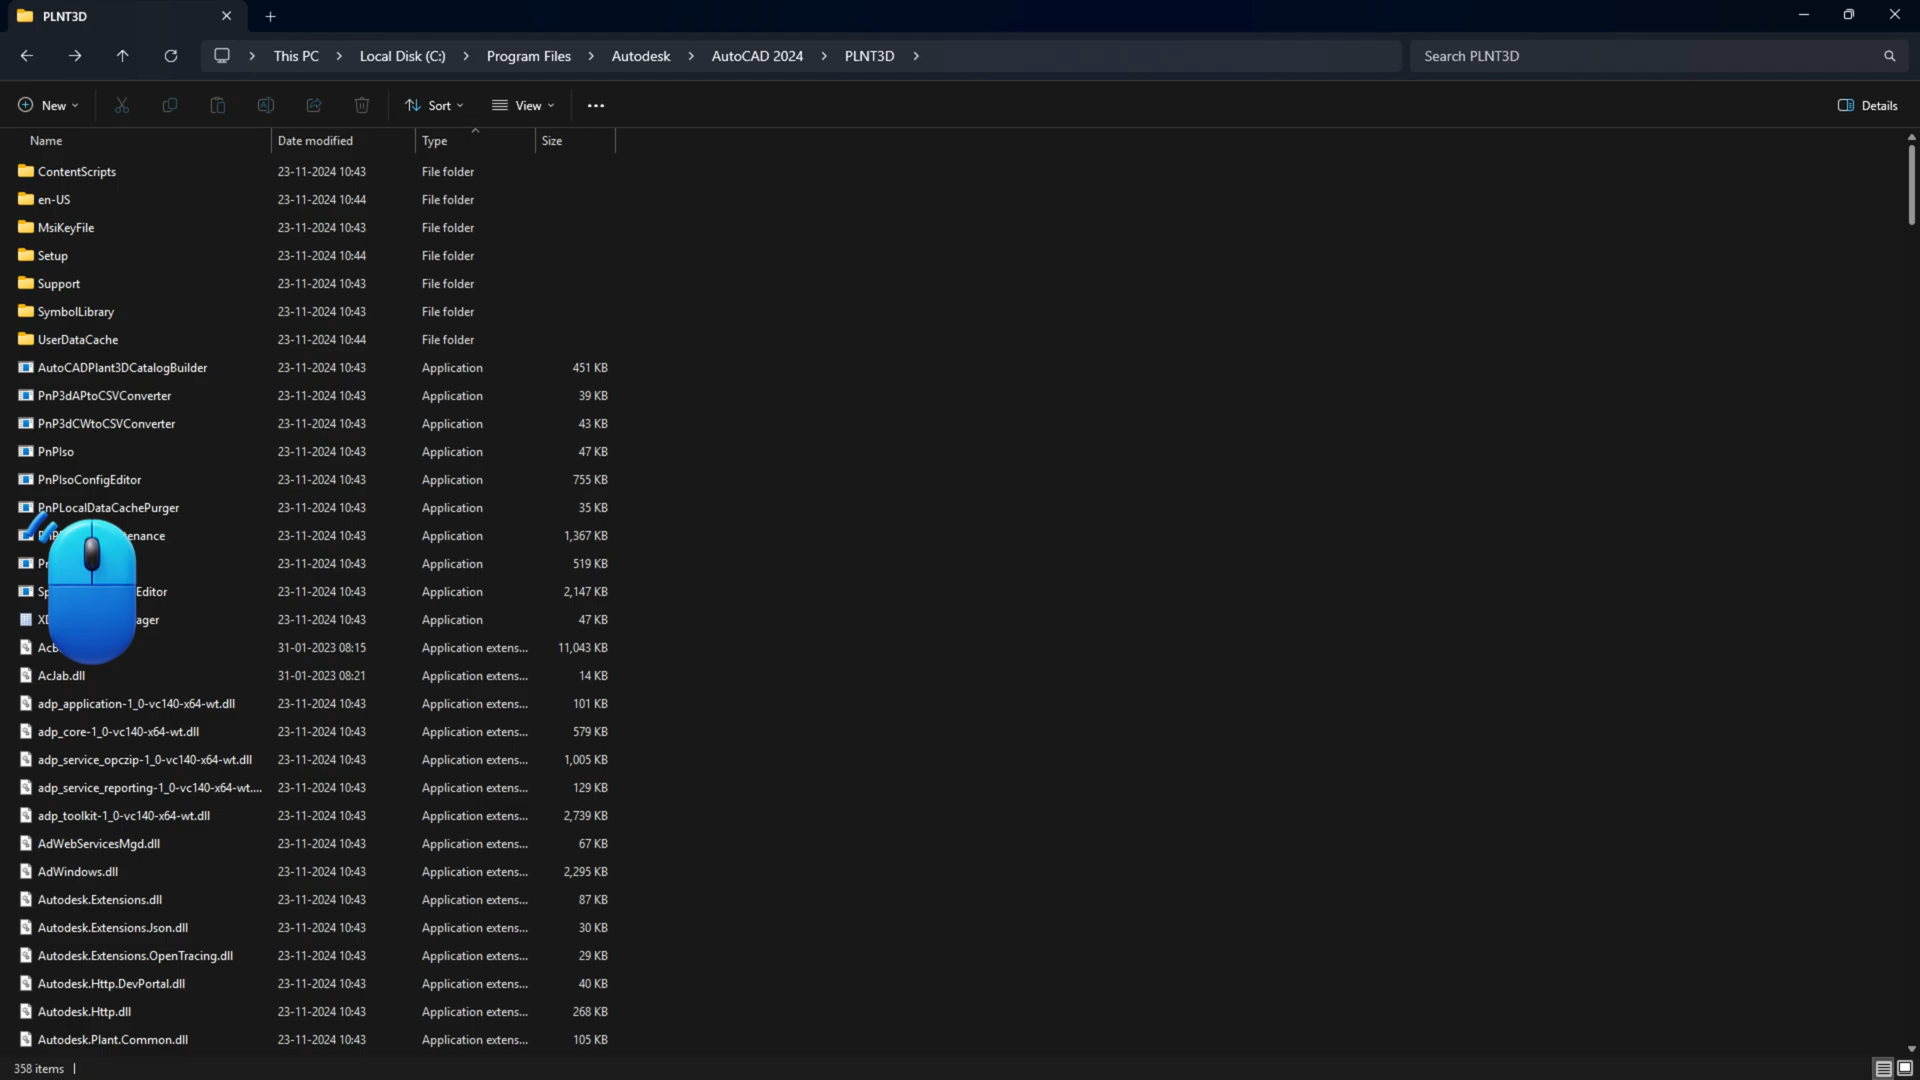 PLNT3D
This PC > Local Disk (C:) > Program Files > Autodesk > AutoCAD 2024 > PLNT3D >
Search PLNT3D
New
Sort
View
Details
Name Date modified Type Size
ContentScripts 23-11-2024 10:43 File folder
en-US 23-11-2024 10:44 File folder
MsiKeyFile 23-11-2024 10:43 File folder
Setup 23-11-2024 10:44 File folder
Support 23-11-2024 10:43 File folder
SymbolLibrary 23-11-2024 10:43 File folder
UserDataCache 23-11-2024 10:44 File folder
AutoCADPlant3DCatalogBuilder 23-11-2024 10:43 Application 451 KB
PnP3dAPtoCSVConverter 23-11-2024 10:43 Application 39 KB
PnP3dCWtoCSVConverter 23-11-2024 10:43 Application 43 KB
PnPIso 23-11-2024 10:43 Application 47 KB
PnPIsoConfigEditor 23-11-2024 10:43 Application 755 KB
PnPLocalDataCachePurger 23-11-2024 10:43 Application 35 KB
enance 23-11-2024 10:43 Application 1,367 KB
23-11-2024 10:43 Application 519 KB
Sp Editor 23-11-2024 10:43 Application 2,147 KB
ager 23-11-2024 10:43 Application 47 KB
31-01-2023 08:15 Application extens... 11,043 KB
AcJab.dll 31-01-2023 08:21 Application extens... 14 KB
adp_application-1_0-vc140-x64-wt.dll 23-11-2024 10:43 Application extens... 101 KB
adp_core-1_0-vc140-x64-wt.dll 23-11-2024 10:43 Application extens... 579 KB
adp_service_opczip-1_0-vc140-x64-wt.dll 23-11-2024 10:43 Application extens... 1,005 KB
adp_service_reporting-1_0-vc140-x64-wt.... 23-11-2024 10:43 Application extens... 129 KB
adp_toolkit-1_0-vc140-x64-wt.dll 23-11-2024 10:43 Application extens... 2,739 KB
AdWebServicesMgd.dll 23-11-2024 10:43 Application extens... 67 KB
AdWindows.dll 23-11-2024 10:43 Application extens... 2,295 KB
Autodesk.Extensions.dll 23-11-2024 10:43 Application extens... 87 KB
Autodesk.Extensions.Json.dll 23-11-2024 10:43 Application extens... 30 KB
Autodesk.Extensions.OpenTracing.dll 23-11-2024 10:43 Application extens... 29 KB
Autodesk.Http.DevPortal.dll 23-11-2024 10:43 Application extens... 40 KB
Autodesk.Http.dll 23-11-2024 10:43 Application extens... 268 KB
Autodesk.Plant.Common.dll 23-11-2024 10:43 Application extens... 105 KB
358 items